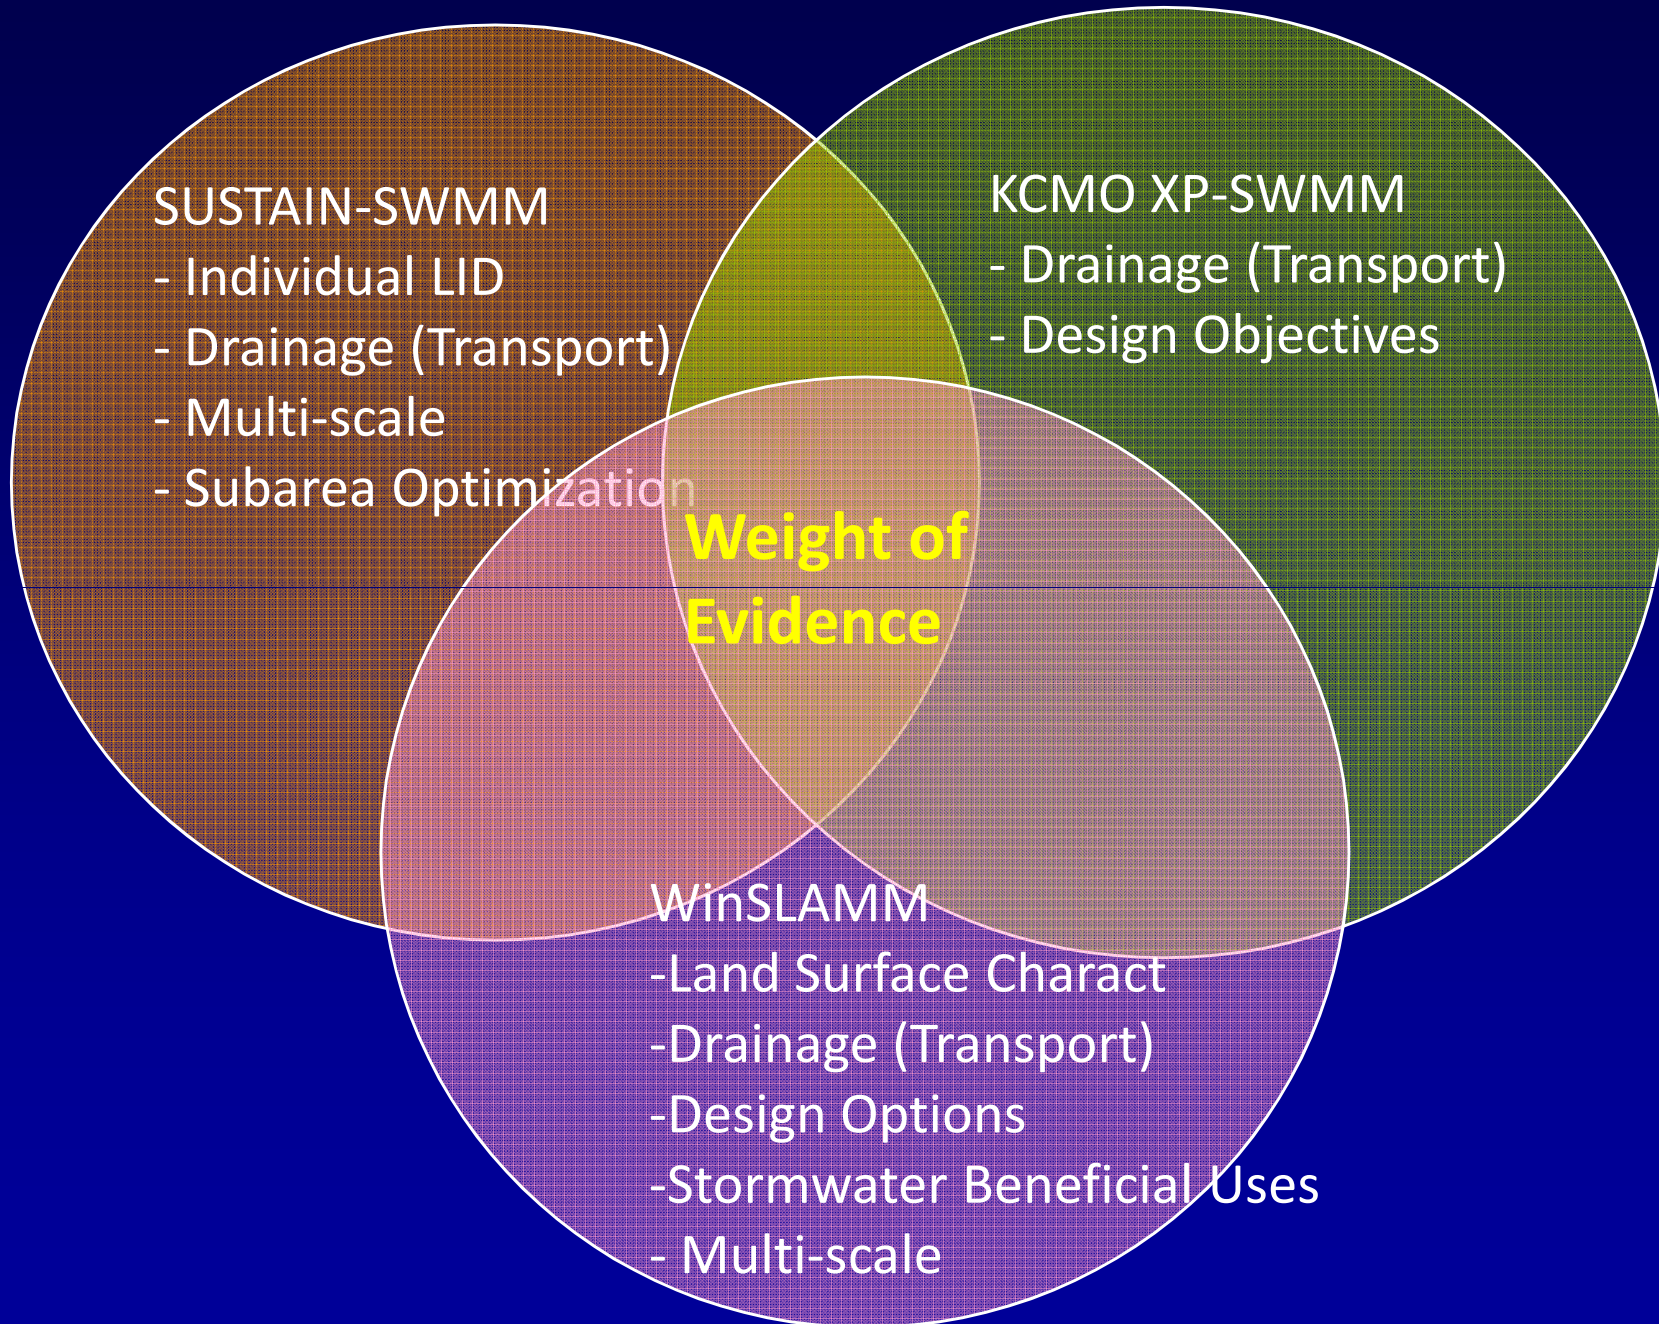 SUSTAIN-SWMM
- Individual LID
- Drainage (Transport)
- Multi-scale
- Subarea Optimization
KCMO XP-SWMM
- Drainage (Transport)
- Design Objectives
Weight of
Evidence
WinSLAMM
-Land Surface Charact
-Drainage (Transport)
-Design Options
-Stormwater Beneficial Uses
- Multi-scale